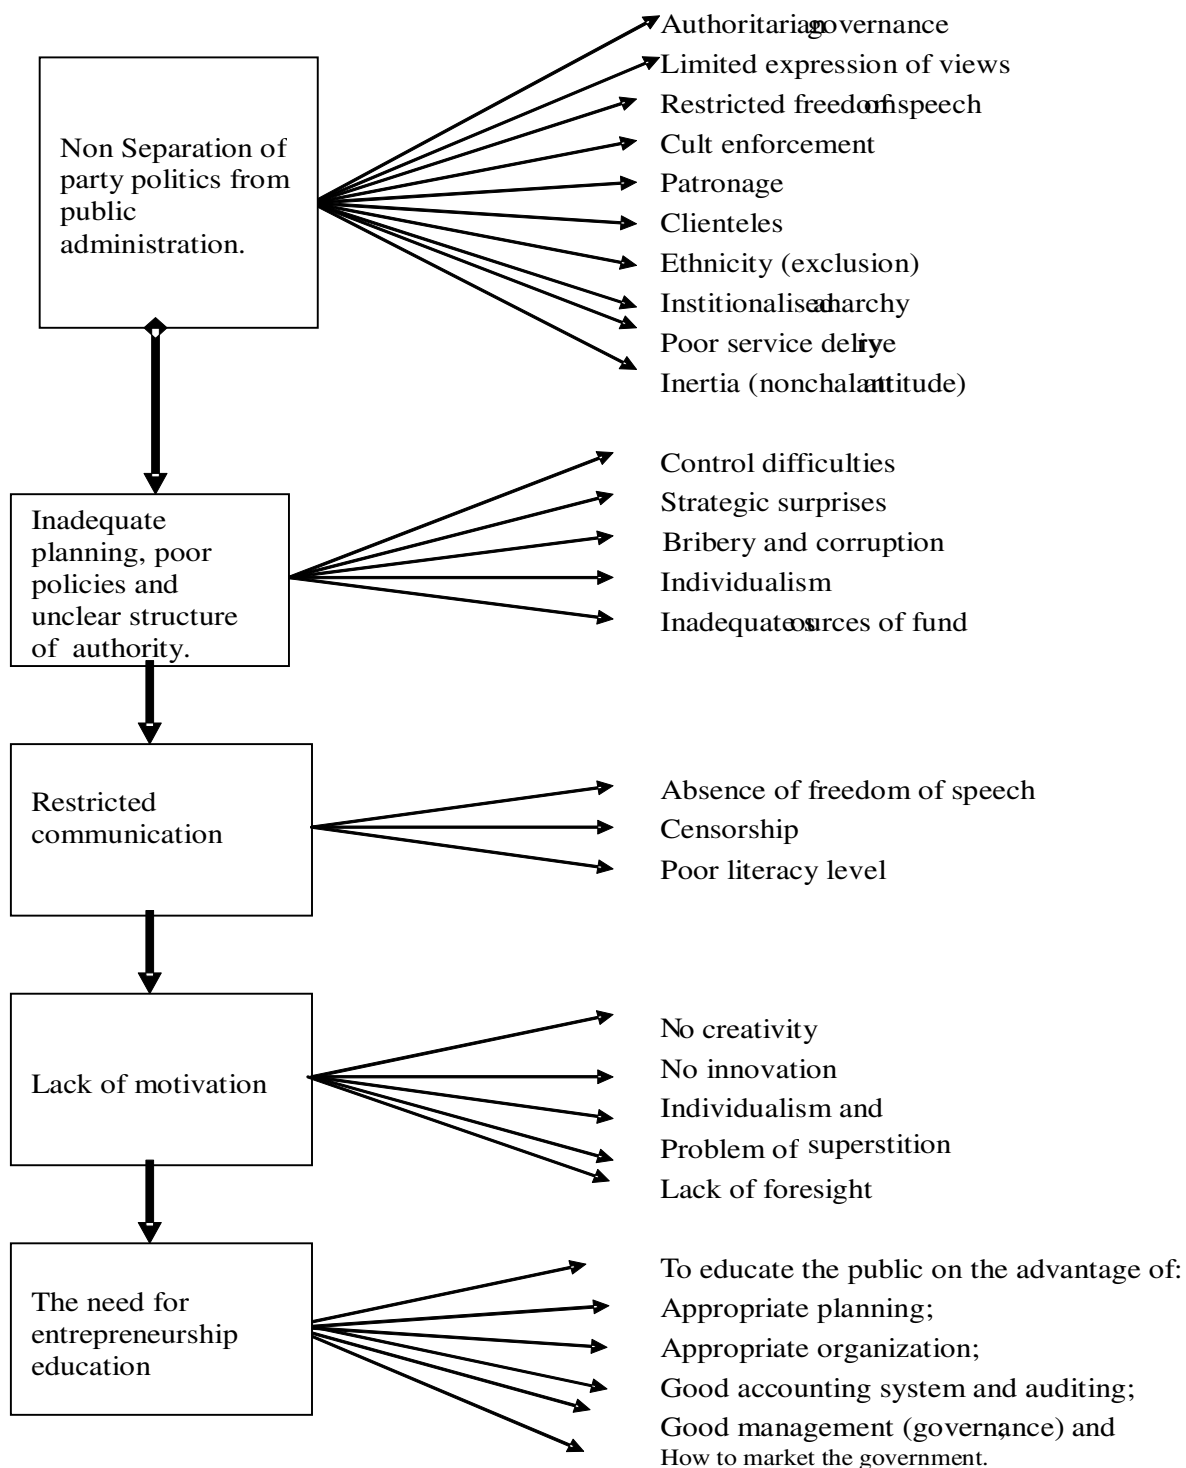 Non Separation of
party politics from
public
administration.
Authoritarian governance
Limited expression of views
Restricted freedom of speech
Cult enforcement
Patronage
Clienteles
Ethnicity (exclusion)
Institionalised anarchy
Poor service delivery
Inertia (nonchalant attitude)
Inadequate
planning, poor
policies and
unclear structure
of authority.
Control difficulties
Strategic surprises
Bribery and corruption
Individualism
Inadequate sources of fund
Restricted
communication
Absence of freedom of speech
Censorship
Poor literacy level
Lack of motivation
No creativity
No innovation
Individualism and
Problem of superstition
Lack of foresight
The need for
entrepreneurship
education
To educate the public on the advantage of:
Appropriate planning;
Appropriate organization;
Good accounting system and auditing;
Good management (governance) and
How to market the government.